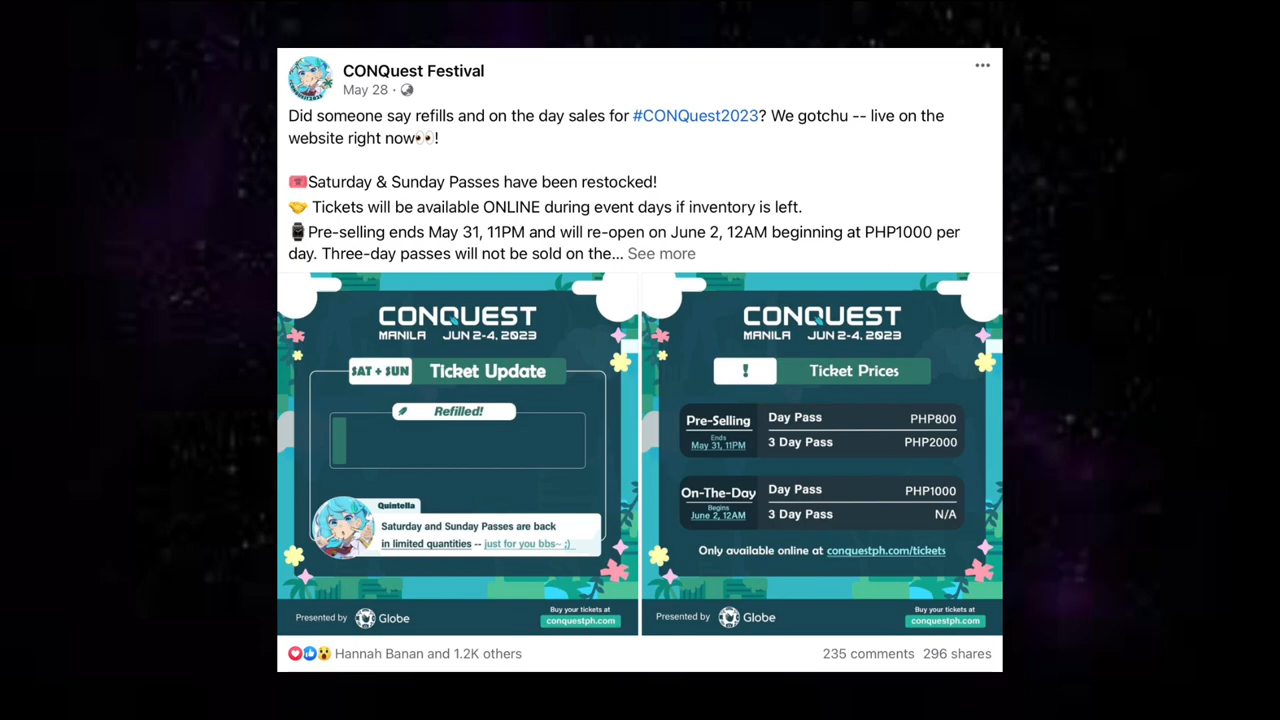 CONQuest Festival
May 28 ·
Did someone say refills and on the day sales for #CONQuest2023? We gotchu -- live on the
website right now👀!
🎟️Saturday & Sunday Passes have been restocked!
🤝 Tickets will be available ONLINE during event days if inventory is left.
⌚Pre-selling ends May 31, 11PM and will re-open on June 2, 12AM beginning at PHP1000 per
day. Three-day passes will not be sold on the... See more
CONQUEST
MANILA JUN 2-4, 2023
SAT + SUN Ticket Update
Refilled!
Quintella
Saturday and Sunday Passes are back
in limited quantities -- just for you bbs~ ;)
Presented by Globe
Buy your tickets at
conquestph.com
CONQUEST
MANILA JUN 2-4, 2023
! Ticket Prices
Pre-Selling
Ends
May 31, 11PM
Day Pass PHP800
3 Day Pass PHP2000
On-The-Day
Begins
June 2, 12AM
Day Pass PHP1000
3 Day Pass N/A
Only available online at conquestph.com/tickets
Presented by Globe
Buy your tickets at
conquestph.com
Hannah Banan and 1.2K others
235 comments 296 shares